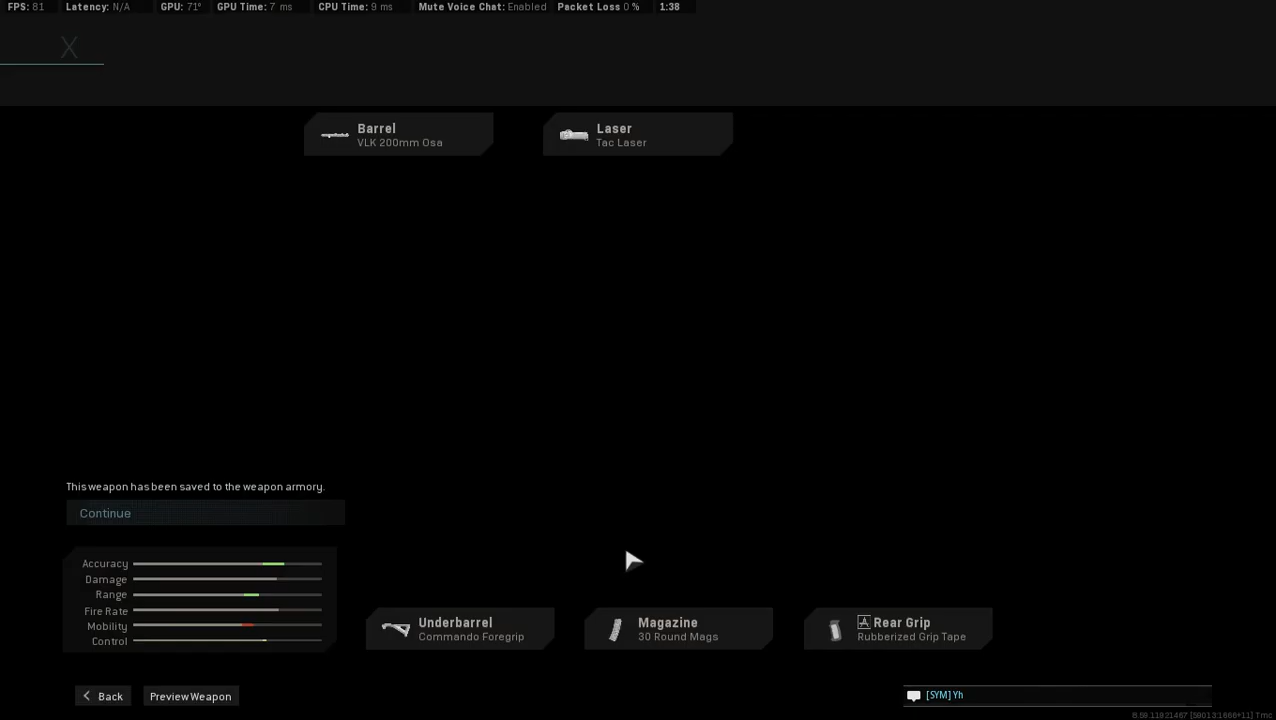 FPS: 81 Latency: N/A GPU: 71° GPU Time: 7 ms CPU Time: 9 ms Mute Voice Chat: Enabled Packet Loss 0 % 1:38
X
Barrel
VLK 200mm Osa
Laser
Tac Laser
This weapon has been saved to the weapon armory.
Continue
Accuracy
Damage
Range
Fire Rate
Mobility
Control
Underbarrel
Commando Foregrip
Magazine
30 Round Mags
A Rear Grip
Rubberized Grip Tape
Back
Preview Weapon
[SYM] Yh